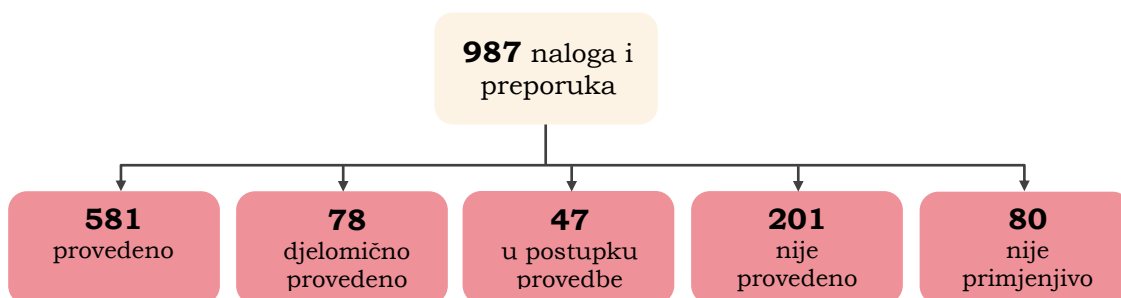 987 naloga i
preporuka
581
provedeno
78
djelomično
provedeno
47
u postupku
provedbe
201
nije
provedeno
80
nije
primjenjivo